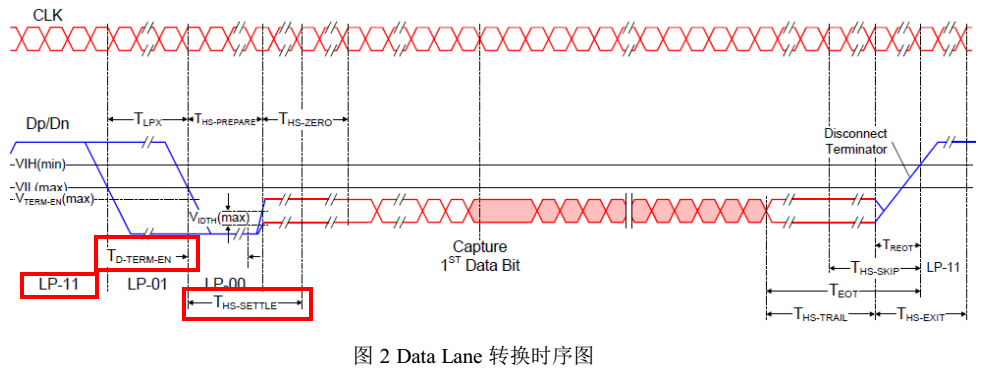 CLK
Dp/Dn
TLPX
THS-PREPARE
THS-ZERO
VIH(min)
VIL(max)
VTERM-EN(max)
VIDTH(max)
Disconnect
Terminator
Capture
1ST Data Bit
TREOT
TD-TERM-EN
THS-SKIP
LP-11
LP-11
LP-01
LP-00
TEOT
THS-SETTLE
THS-TRAIL
THS-EXIT
图 2 Data Lane 转换时序图